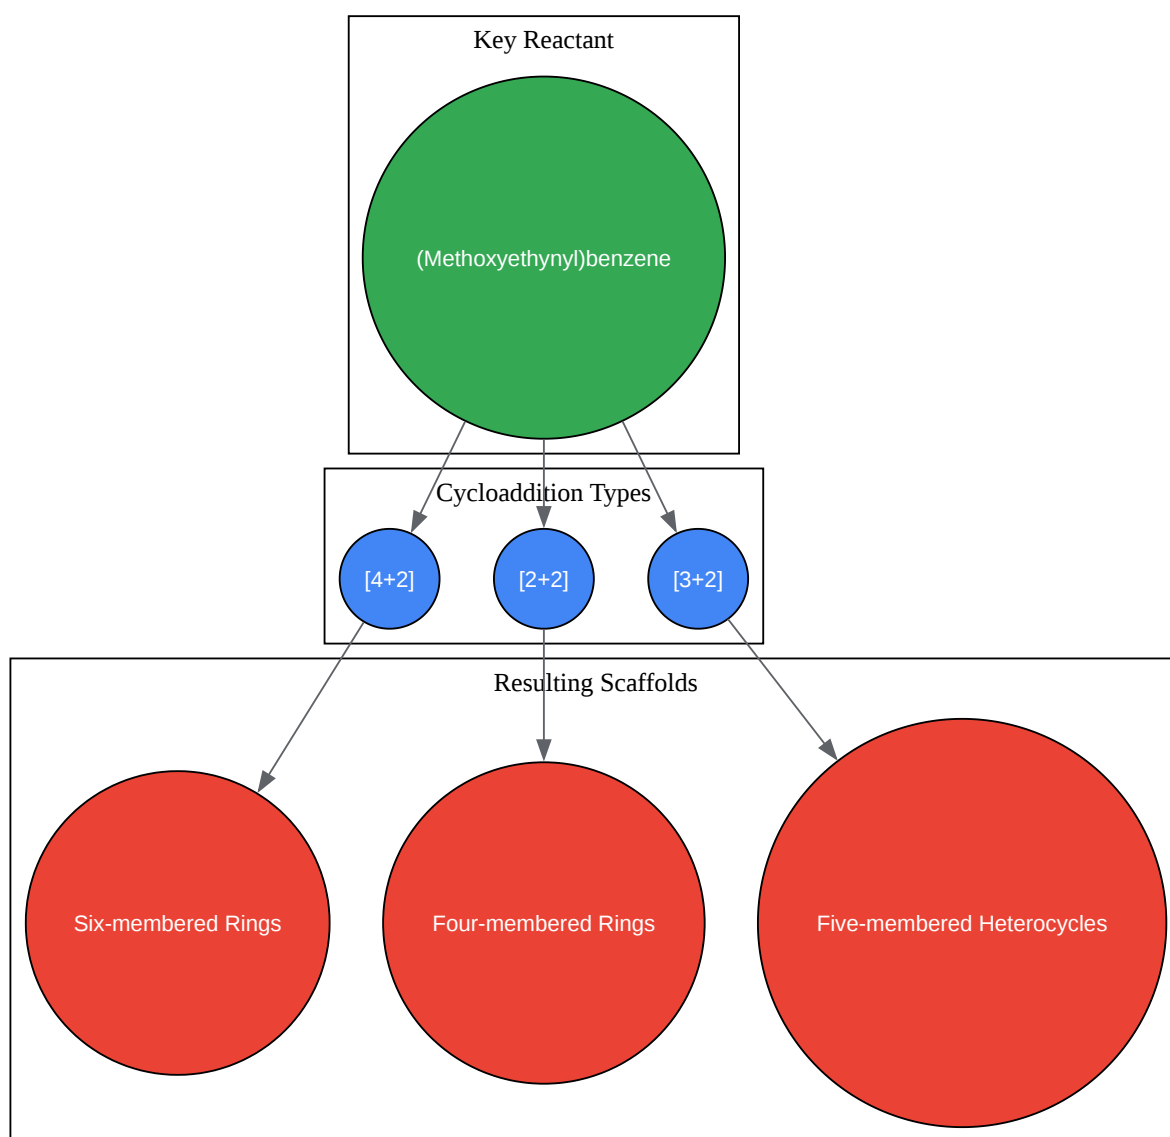 Key Reactant
(Methoxyethynyl)benzene
Cycloaddition Types
[4+2]
[2+2]
[3+2]
Resulting Scaffolds
Six-membered Rings
Four-membered Rings
Five-membered Heterocycles